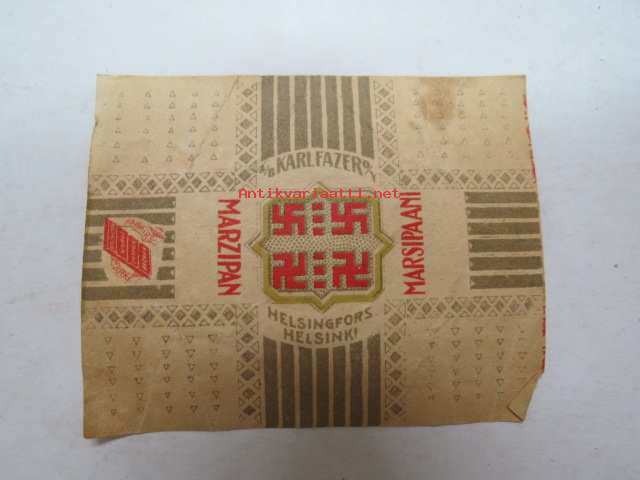 A/B KARL FAZER O/Y
Antikvariaatti.net
MARZIPAN
MARSIPAANI
HELSINGFORS
HELSINKI